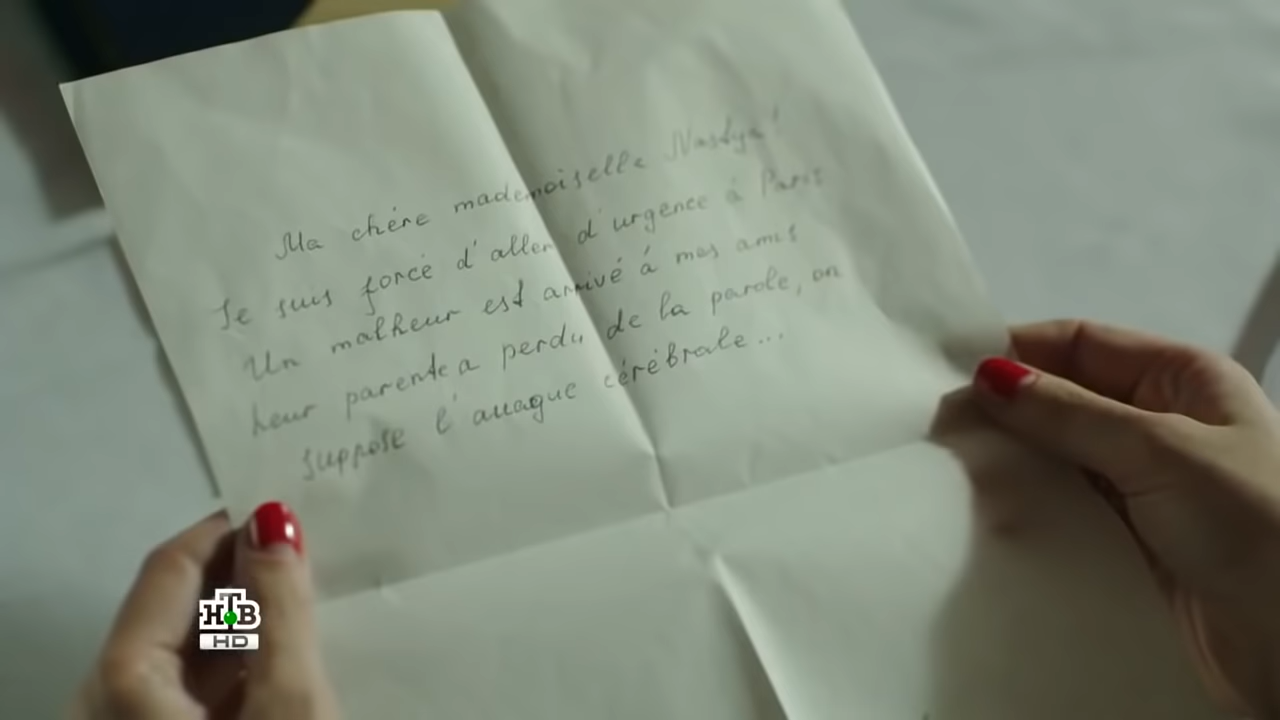 Ma chère mademoiselle Nastya!
Je suis forcé d'aller d'urgence à Paris
Un malheur est arrivé à mes amis
Leur parente a perdu de la parole, on
suppose l'attaque cérébrale...
НТВ
HD